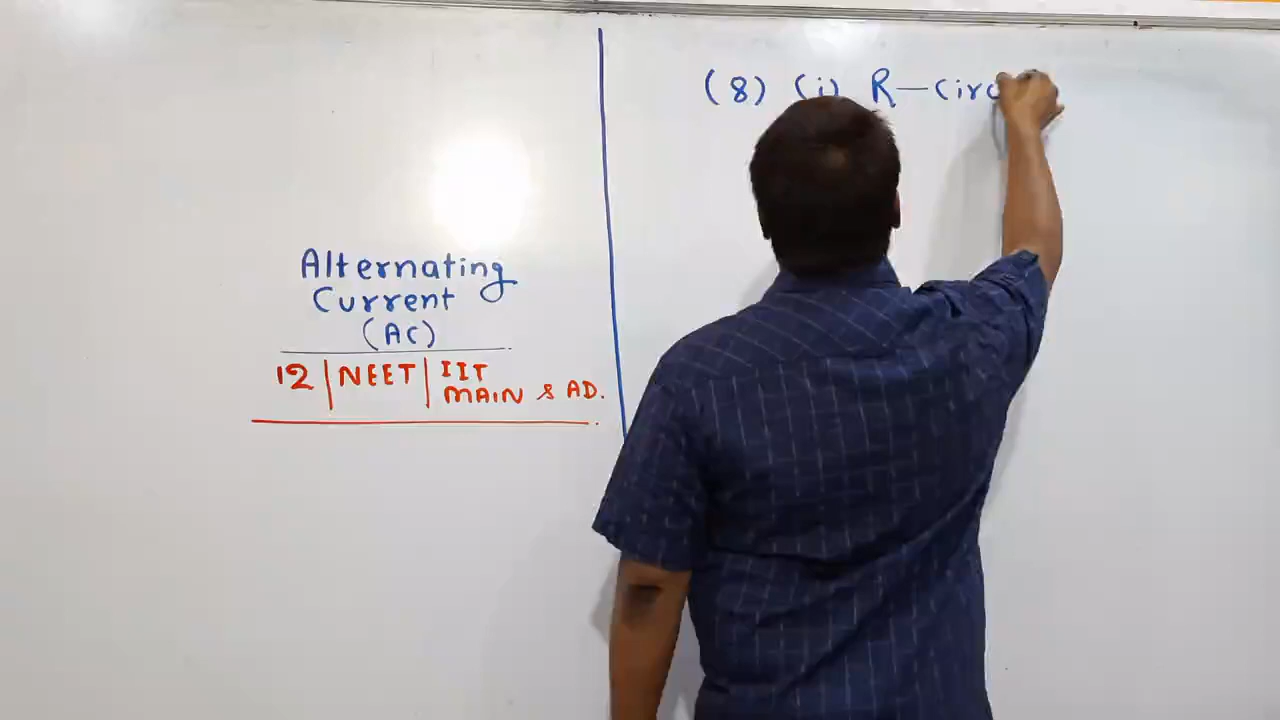 Alternating
Current
(AC)
12 | NEET | IIT
MAIN & AD.
(8) (i) R—Circ